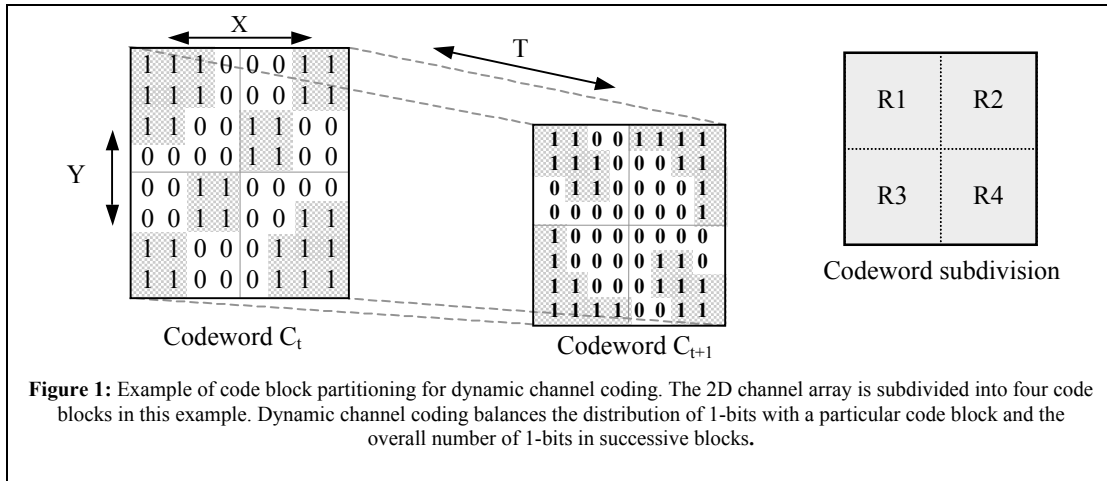 X
Y
1 1 1 0 0 0 1 1
1 1 1 0 0 0 1 1
1 1 0 0 1 1 0 0
0 0 0 0 1 1 0 0
0 0 1 1 0 0 0 0
0 0 1 1 0 0 1 1
1 1 0 0 0 1 1 1
1 1 0 0 0 1 1 1
Codeword Ct
T
1 1 0 0 1 1 1 1
1 1 1 0 0 0 1 1
0 1 1 0 0 0 0 1
0 0 0 0 0 0 0 1
1 0 0 0 0 0 0 0
1 0 0 0 0 1 1 0
1 1 0 0 0 1 1 1
1 1 1 1 0 0 1 1
Codeword Ct+1
R1 R2
R3 R4
Codeword subdivision
Figure 1: Example of code block partitioning for dynamic channel coding. The 2D channel array is subdivided into four code
blocks in this example. Dynamic channel coding balances the distribution of 1-bits with a particular code block and the
overall number of 1-bits in successive blocks.